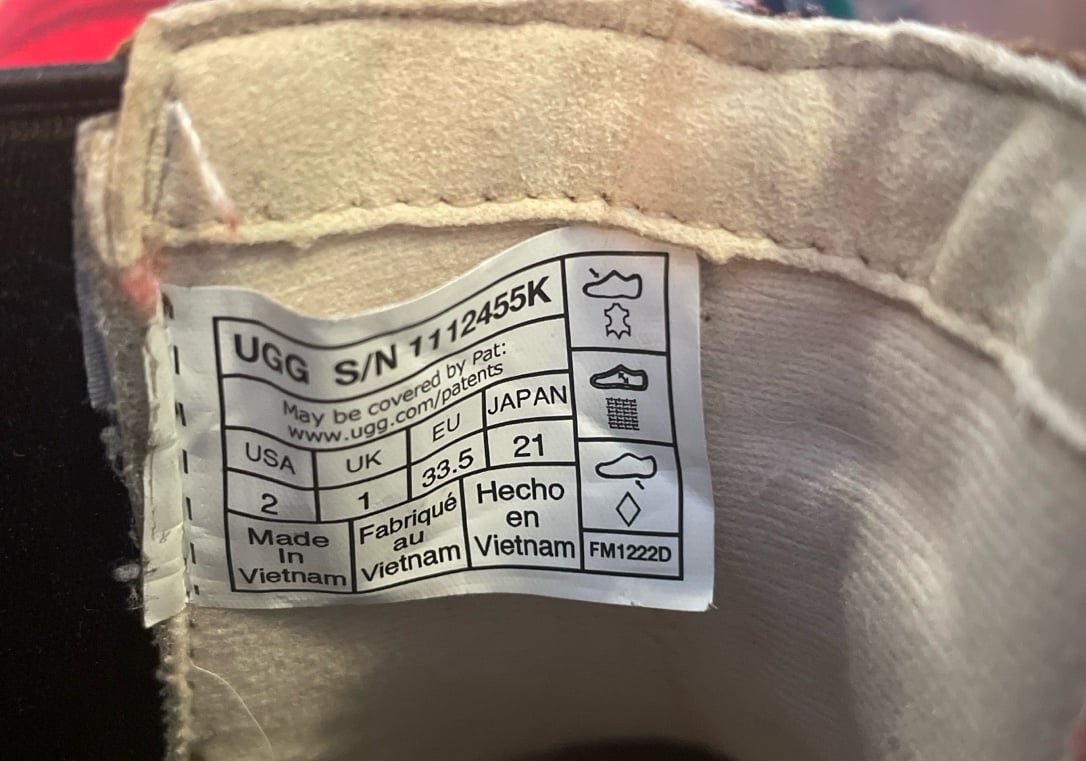 UGG S/N 1112455K
May be covered by Pat:
www.ugg.com/patents
USA UK EU JAPAN
2 1 33.5 21
Made In Vietnam
Fabriqué au Vietnam
Hecho en Vietnam
FM1222D